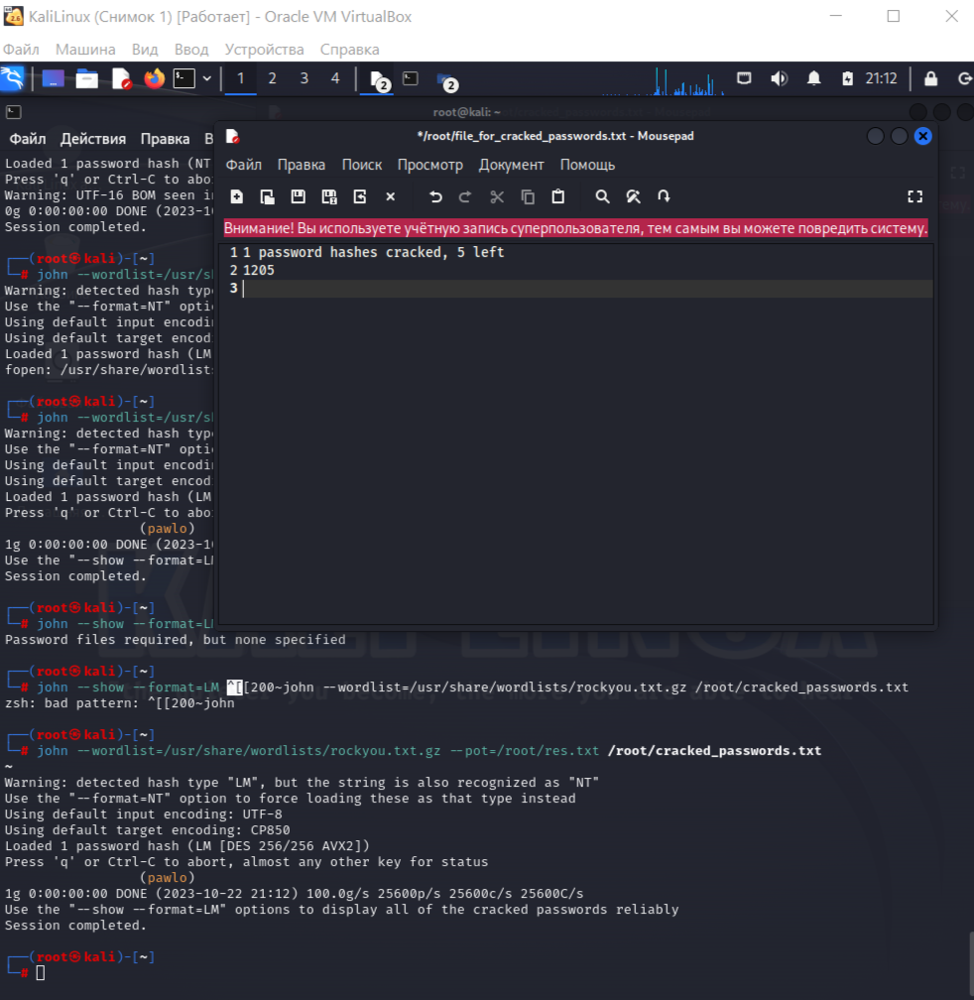 KaliLinux (Снимок 1) [Работает] - Oracle VM VirtualBox
Файл Машина Вид Ввод Устройства Справка
1 2 3 4 2 2 21:12
root@kali: ~
Файл Действия Правка В
*/root/file_for_cracked_passwords.txt - Mousepad
Файл Правка Поиск Просмотр Документ Помощь
Внимание! Вы используете учётную запись суперпользователя, тем самым вы можете повредить систему.
1 1 password hashes cracked, 5 left
2 1205
3
Loaded 1 password hash (NT
Press 'q' or Ctrl-C to abo
Warning: UTF-16 BOM seen i
0g 0:00:00:00 DONE (2023-1
Session completed.
┌──(root㉿kali)-[~]
└─# john --wordlist=/usr/s
Warning: detected hash typ
Use the "--format=NT" opti
Using default input encodi
Using default target encod
Loaded 1 password hash (LM
fopen: /usr/share/wordlist
┌──(root㉿kali)-[~]
└─# john --wordlist=/usr/s
Warning: detected hash typ
Use the "--format=NT" opti
Using default input encodi
Using default target encod
Loaded 1 password hash (LM
Press 'q' or Ctrl-C to abo
(pawlo)
1g 0:00:00:00 DONE (2023-1
Use the "--show --format=L
Session completed.
┌──(root㉿kali)-[~]
└─# john --show --format=L
Password files required, but none specified
┌──(root㉿kali)-[~]
└─# john --show --format=LM ^[[200~john --wordlist=/usr/share/wordlists/rockyou.txt.gz /root/cracked_passwords.txt
zsh: bad pattern: ^[[200~john
┌──(root㉿kali)-[~]
└─# john --wordlist=/usr/share/wordlists/rockyou.txt.gz --pot=/root/res.txt /root/cracked_passwords.txt
~
Warning: detected hash type "LM", but the string is also recognized as "NT"
Use the "--format=NT" option to force loading these as that type instead
Using default input encoding: UTF-8
Using default target encoding: CP850
Loaded 1 password hash (LM [DES 256/256 AVX2])
Press 'q' or Ctrl-C to abort, almost any other key for status
(pawlo)
1g 0:00:00:00 DONE (2023-10-22 21:12) 100.0g/s 25600p/s 25600c/s 25600C/s
Use the "--show --format=LM" options to display all of the cracked passwords reliably
Session completed.
┌──(root㉿kali)-[~]
└─#